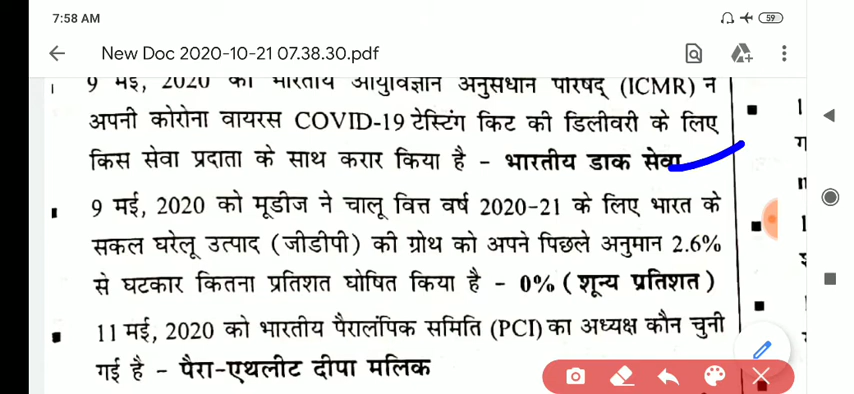 7:58 AM
59
New Doc 2020-10-21 07.38.30.pdf
9 मई, 2020 को भारतीय आयुर्विज्ञान अनुसंधान परिषद् (ICMR) ने
अपनी कोरोना वायरस COVID-19 टेस्टिंग किट की डिलीवरी के लिए
किस सेवा प्रदाता के साथ करार किया है - भारतीय डाक सेवा
9 मई, 2020 को मूडीज ने चालू वित्त वर्ष 2020-21 के लिए भारत के
सकल घरेलू उत्पाद (जीडीपी) की ग्रोथ को अपने पिछले अनुमान 2.6%
से घटकार कितना प्रतिशत घोषित किया है - 0% (शून्य प्रतिशत)
11 मई, 2020 को भारतीय पैरालंपिक समिति (PCI) का अध्यक्ष कौन चुनी
गई है - पैरा-एथलीट दीपा मलिक